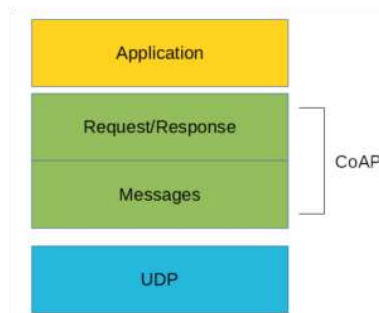 Application
Request/Response
CoAP
Messages
UDP